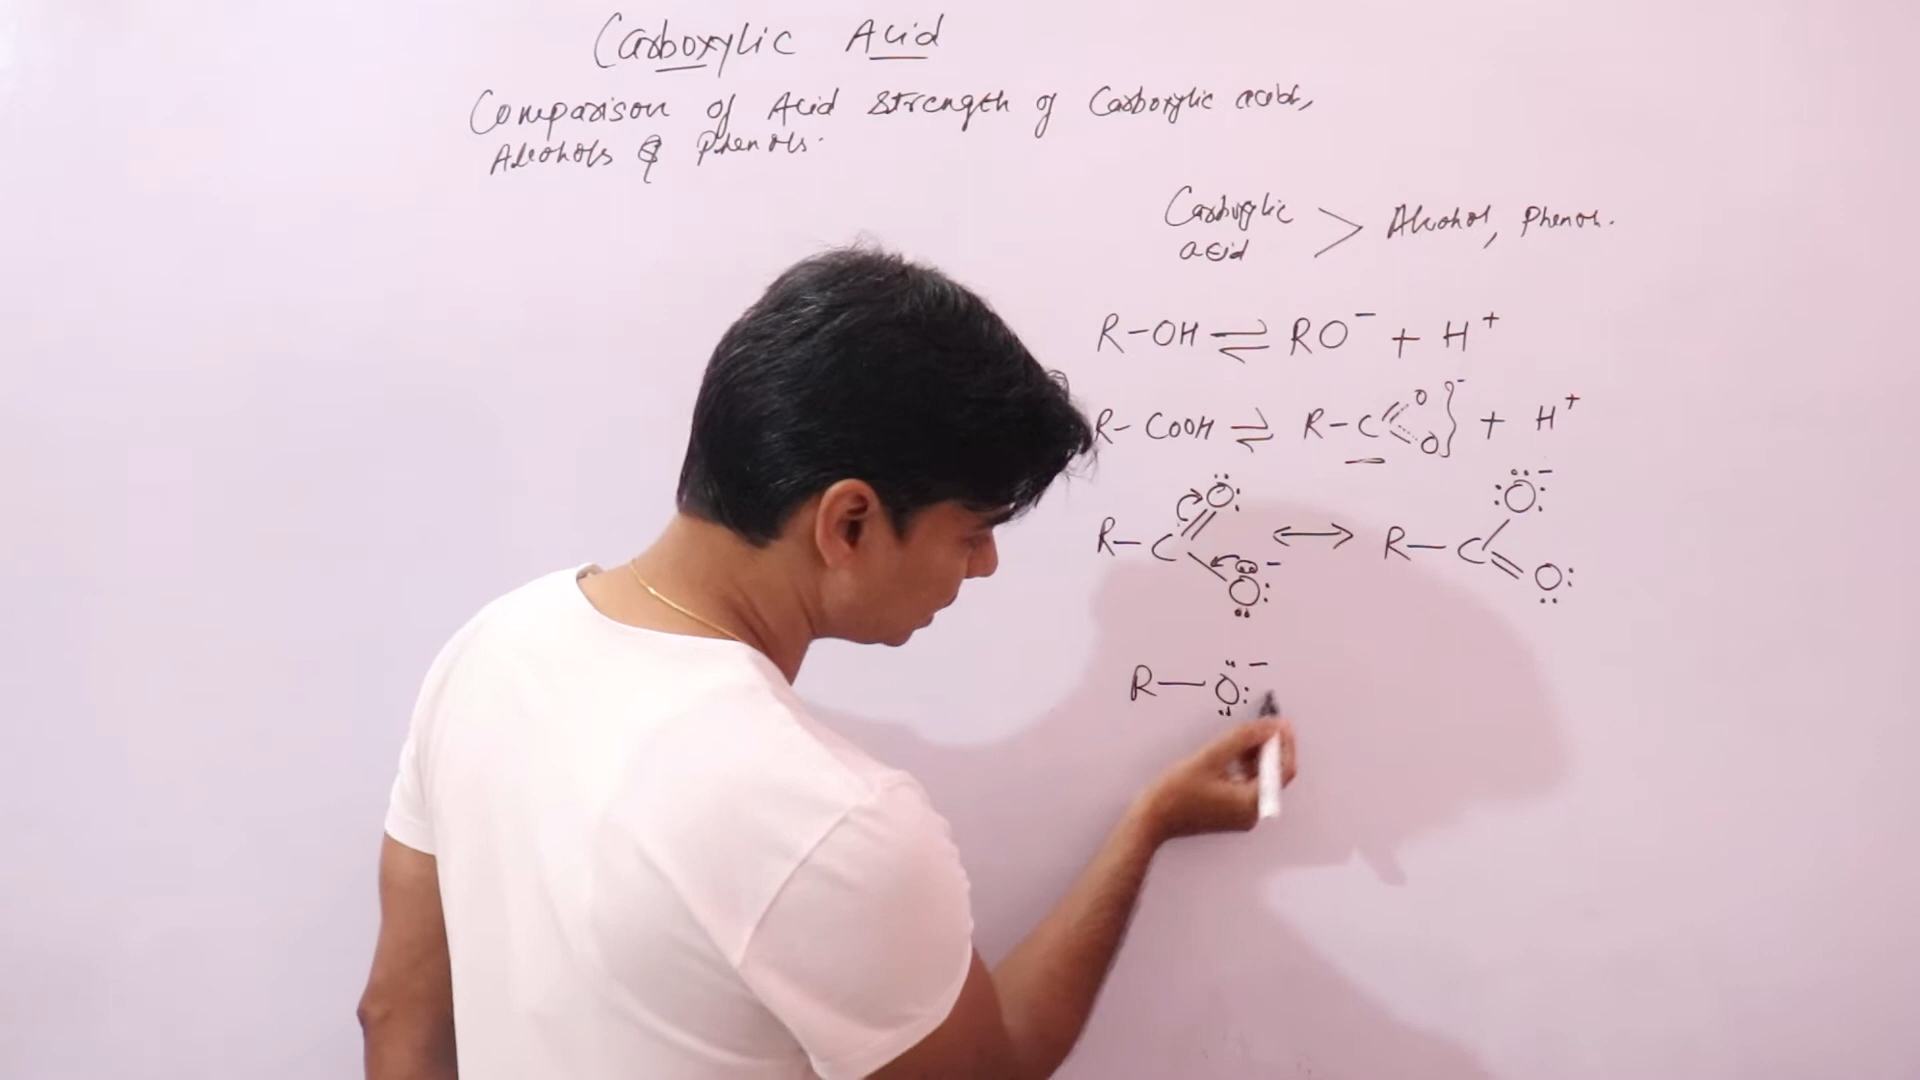 Carboxylic Acid
Comparison of Acid Strength of Carboxylic acids,
Alcohols & Phenols.
Carboxylic acid > Alcohol, Phenol.
R-OH ⇌ RO⁻ + H⁺
R-COOH ⇌ R-C O O}⁻ + H⁺
R-C=O O⁻ ↔ R-C O⁻ =O
R-O⁻